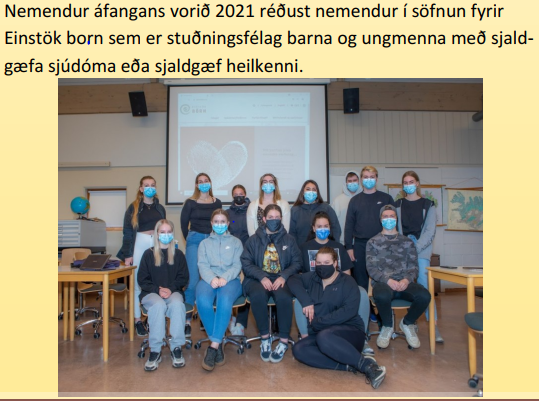 Nemendur áfangans vorið 2021 réðust nemendur í söfnun fyrir
Einstök born sem er stuðningsfélag barna og ungmenna með sjald-
gæfa sjúdóma eða sjaldgæf heilkenni.